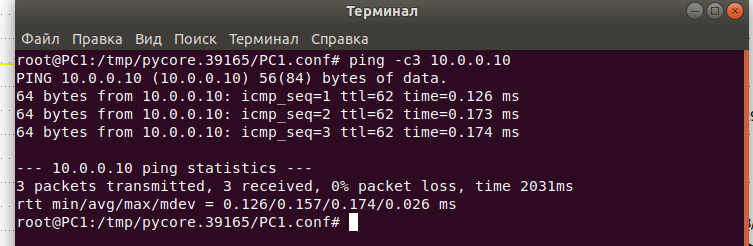 Терминал
Файл Правка Вид Поиск Терминал Справка
root@PC1:/tmp/pycore.39165/PC1.conf# ping -c3 10.0.0.10
PING 10.0.0.10 (10.0.0.10) 56(84) bytes of data.
64 bytes from 10.0.0.10: icmp_seq=1 ttl=62 time=0.126 ms
64 bytes from 10.0.0.10: icmp_seq=2 ttl=62 time=0.173 ms
64 bytes from 10.0.0.10: icmp_seq=3 ttl=62 time=0.174 ms
--- 10.0.0.10 ping statistics ---
3 packets transmitted, 3 received, 0% packet loss, time 2031ms
rtt min/avg/max/mdev = 0.126/0.157/0.174/0.026 ms
root@PC1:/tmp/pycore.39165/PC1.conf#